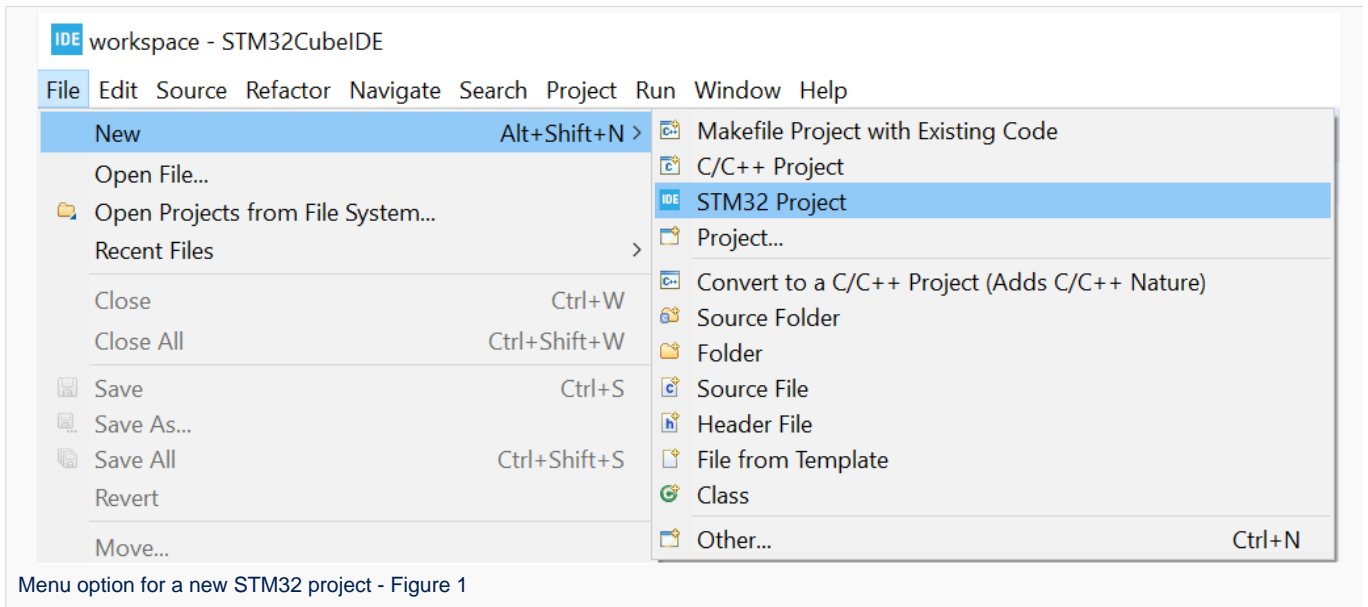 IDE workspace - STM32CubeIDE
File Edit Source Refactor Navigate Search Project Run Window Help
New Alt+Shift+N >
Open File...
Open Projects from File System...
Recent Files >
Close Ctrl+W
Close All Ctrl+Shift+W
Save Ctrl+S
Save As...
Save All Ctrl+Shift+S
Revert
Move...
Makefile Project with Existing Code
C/C++ Project
IDE STM32 Project
Project...
Convert to a C/C++ Project (Adds C/C++ Nature)
Source Folder
Folder
Source File
Header File
File from Template
Class
Other... Ctrl+N
Menu option for a new STM32 project - Figure 1